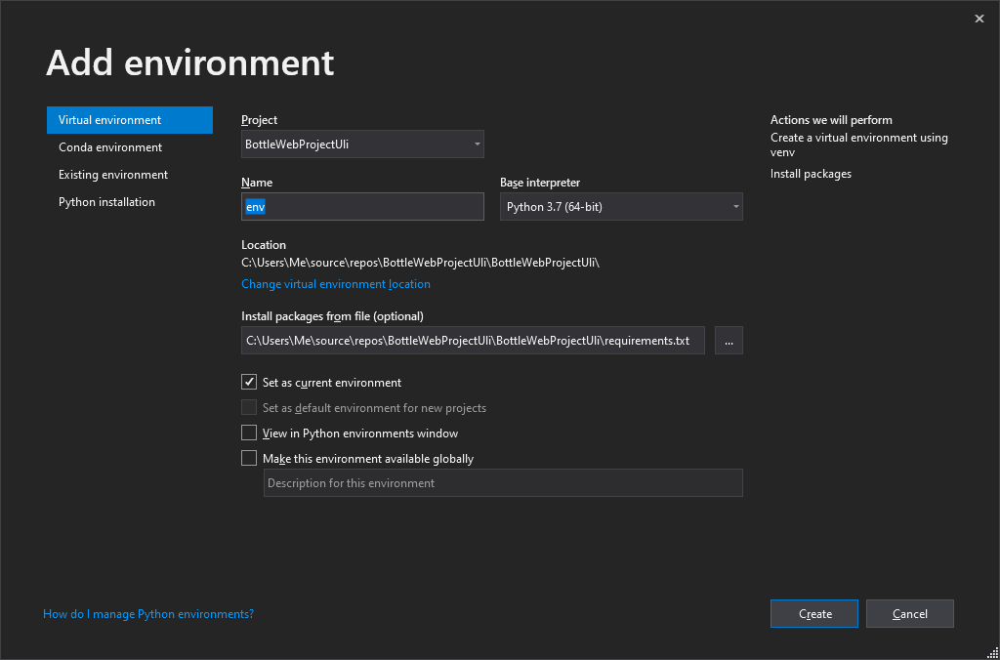 Add environment
Virtual environment
Conda environment
Existing environment
Python installation
Project
BottleWebProjectUli
Name
Base interpreter
env
Python 3.7 (64-bit)
Location
C:\Users\Me\source\repos\BottleWebProjectUli\BottleWebProjectUli\
Change virtual environment location
Install packages from file (optional)
C:\Users\Me\source\repos\BottleWebProjectUli\BottleWebProjectUli\requirements.txt
...
Set as current environment
Set as default environment for new projects
View in Python environments window
Make this environment available globally
Description for this environment
Actions we will perform
Create a virtual environment using
venv
Install packages
How do I manage Python environments?
Create
Cancel